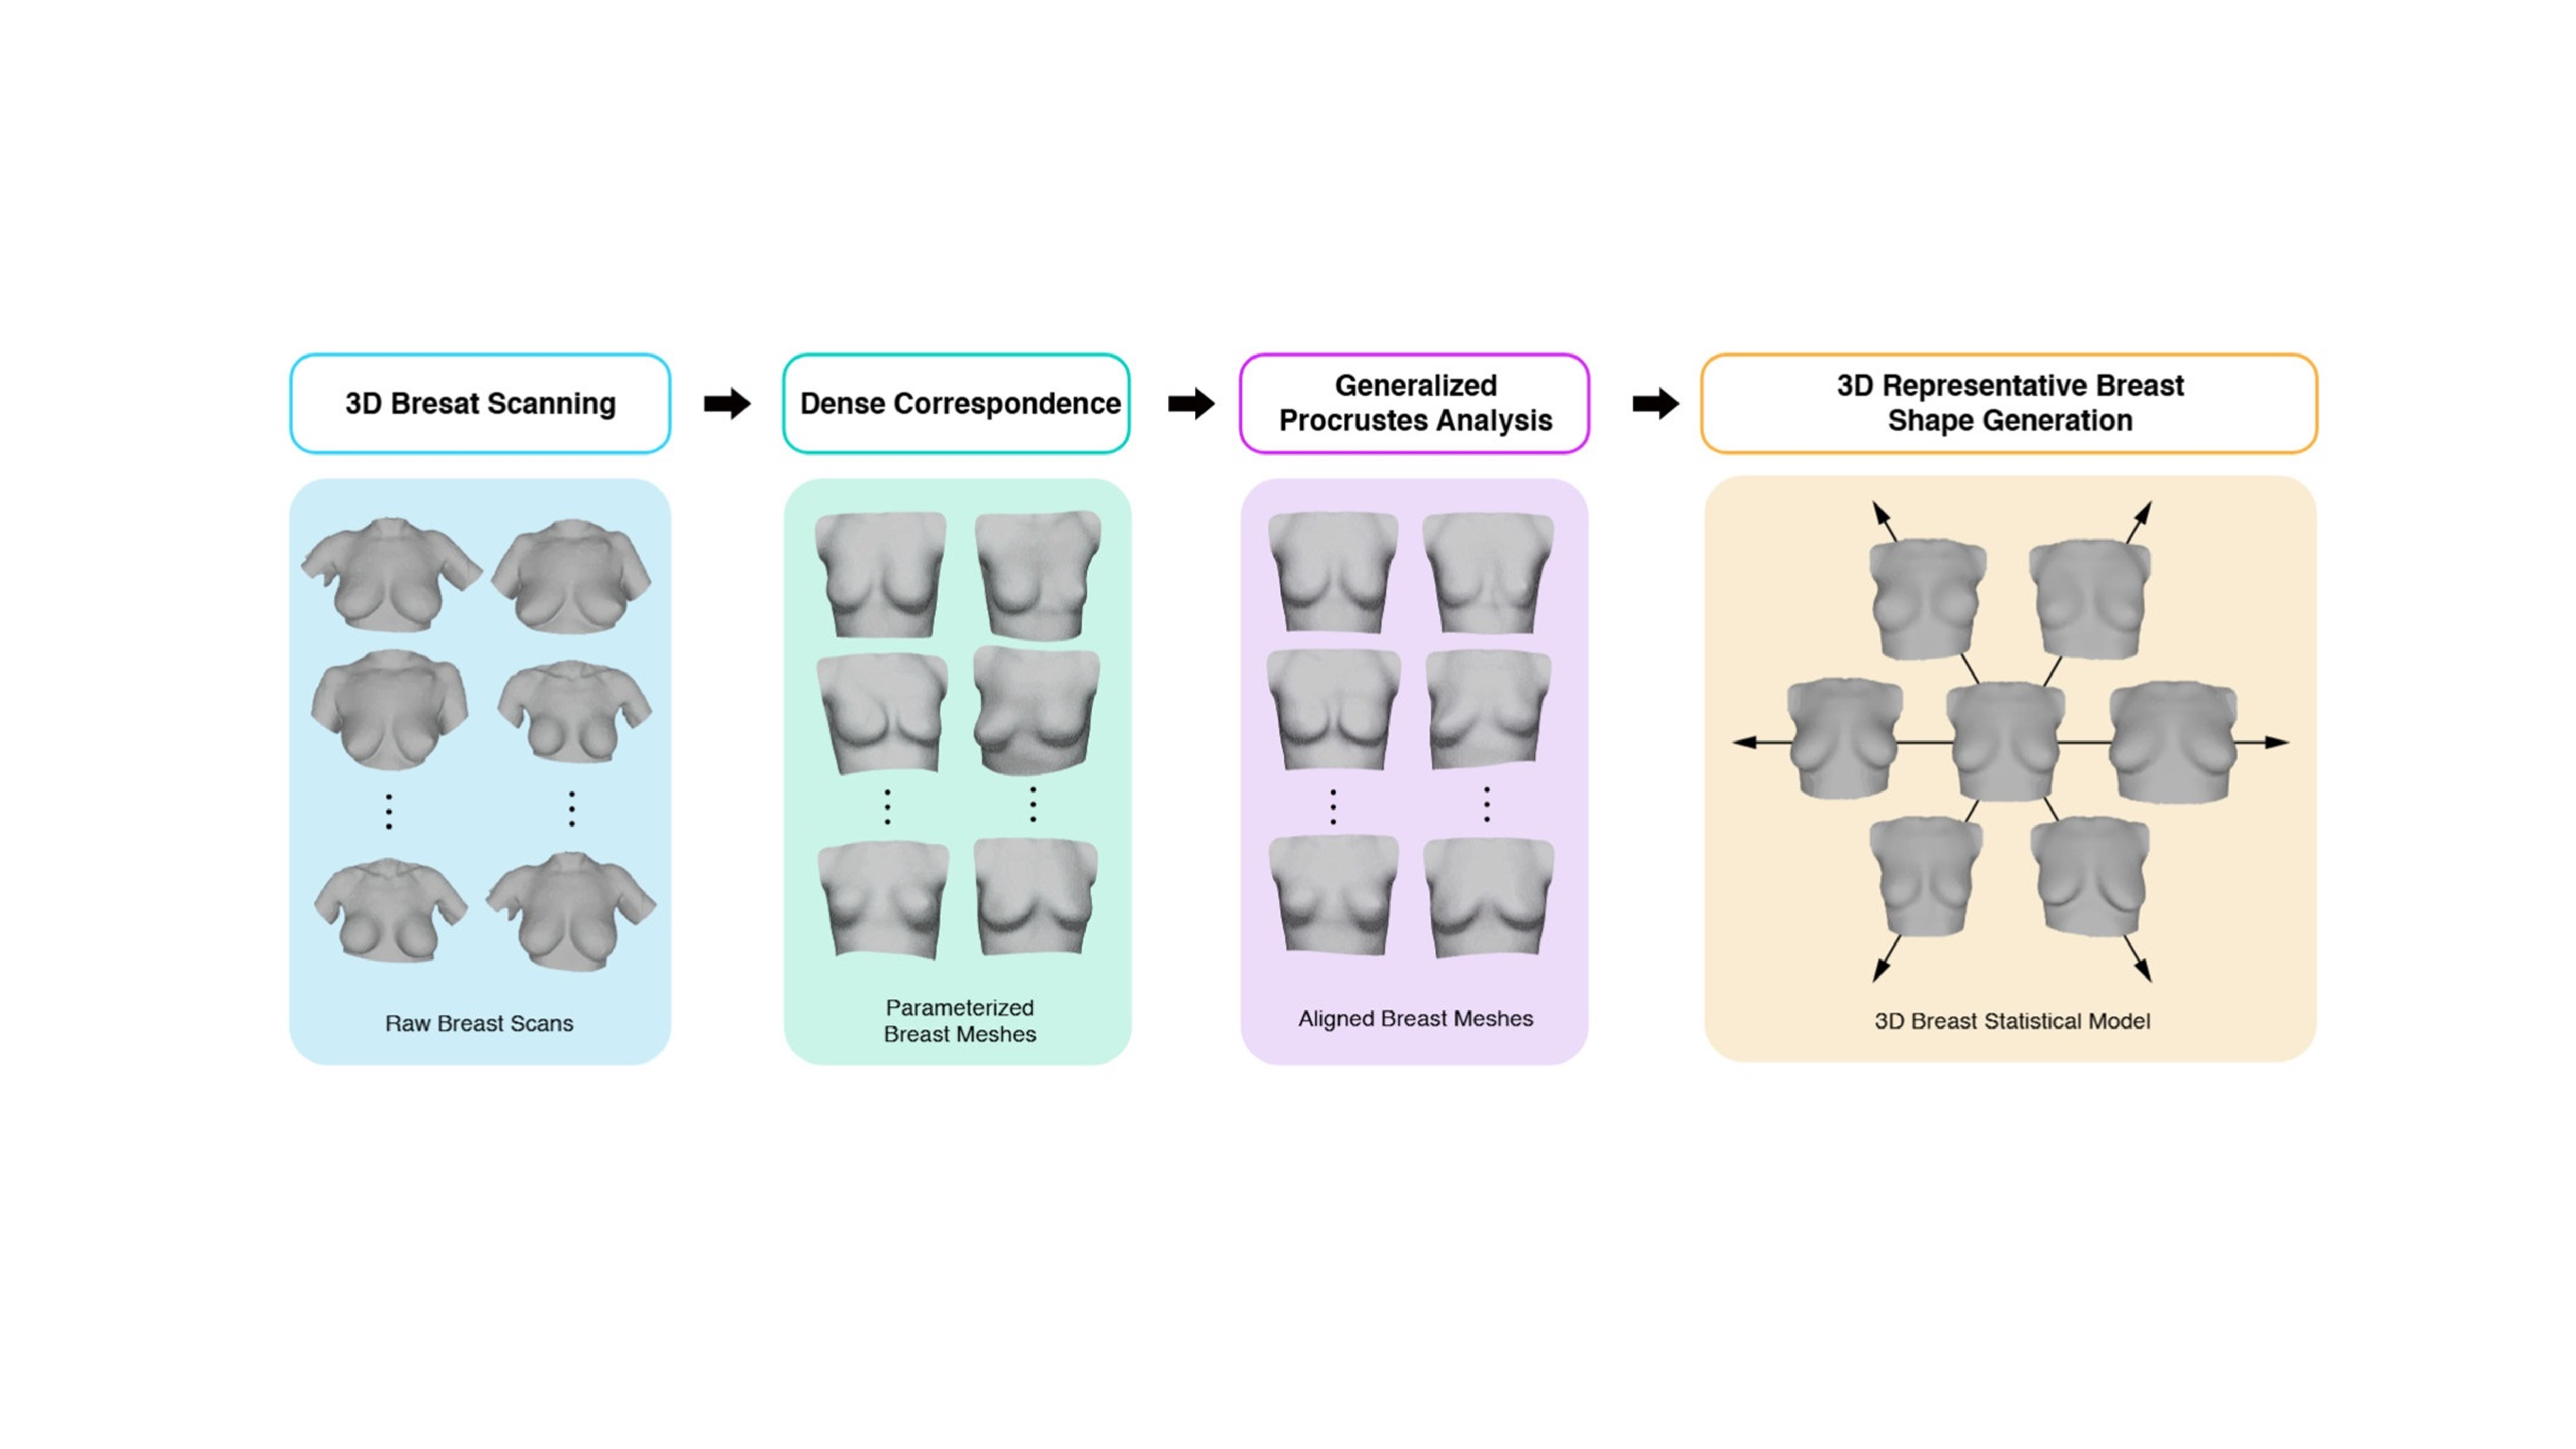 3D Bresat Scanning
Dense Correspondence
Generalized
Procrustes Analysis
3D Representative Breast
Shape Generation
Raw Breast Scans
Parameterized
Breast Meshes
Aligned Breast Meshes
3D Breast Statistical Model